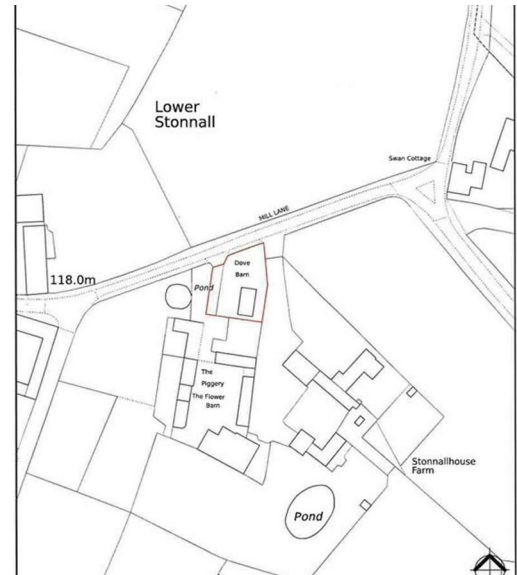 Lower
Stonnall
Swan Cottage
MILL LANE
Dove
Barn
118.0m
Pond
The
Piggery
The Flower
Barn
Stonnallhouse
Farm
Pond